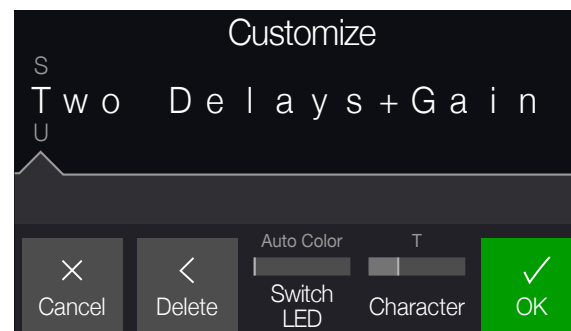 Customize
S
Two Delays+Gain
U
Auto Color
T
Cancel
Delete
Switch
LED
Character
OK